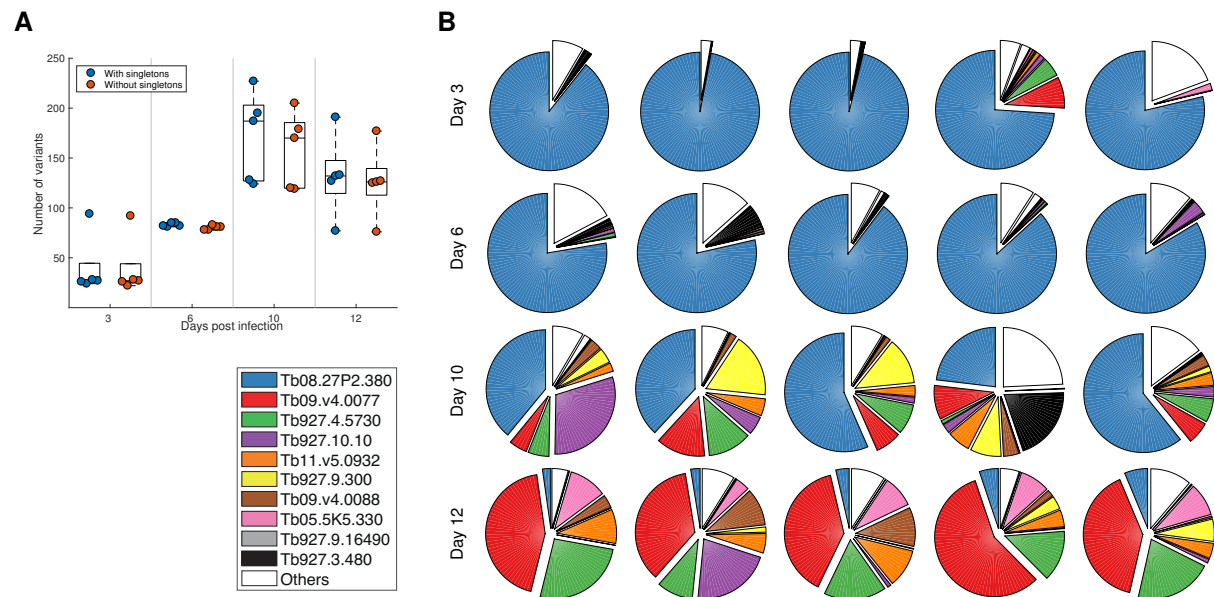 A
250
200
150
100
50
Number of variants
With singletons
Without singletons
3
6
10
12
Days post infection
Tb08.27P2.380
Tb09.v4.0077
Tb927.4.5730
Tb927.10.10
Tb11.v5.0932
Tb927.9.300
Tb09.v4.0088
Tb05.5K5.330
Tb927.9.16490
Tb927.3.480
Others
B
Day 3
Day 6
Day 10
Day 12